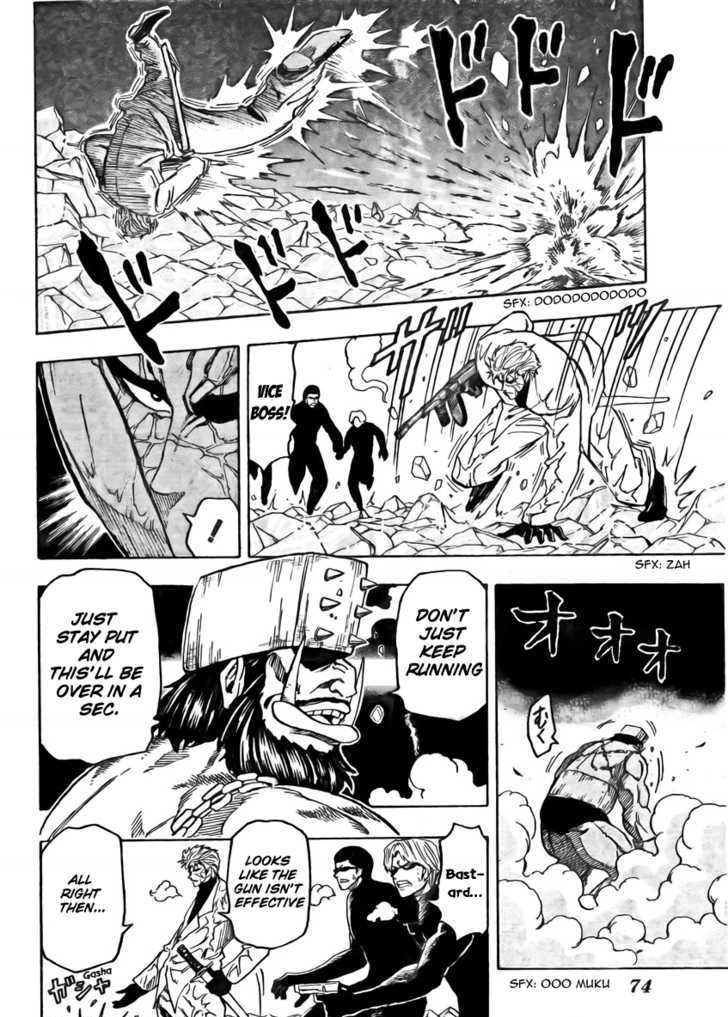 ドドド
ドドドド
SFX: DODODODODODO
VICE
BOSS!
ザザッ
SFX: ZAH
!
DON'T
JUST
KEEP
RUNNING
JUST
STAY PUT
AND
THIS'LL BE
OVER IN A
SEC.
オオオ
むくっ
SFX: OOO MUKU
Bast-
ard...
LOOKS
LIKE THE
GUN ISN'T
EFFECTIVE
ALL
RIGHT
THEN...
Gasha
ガシャ
74